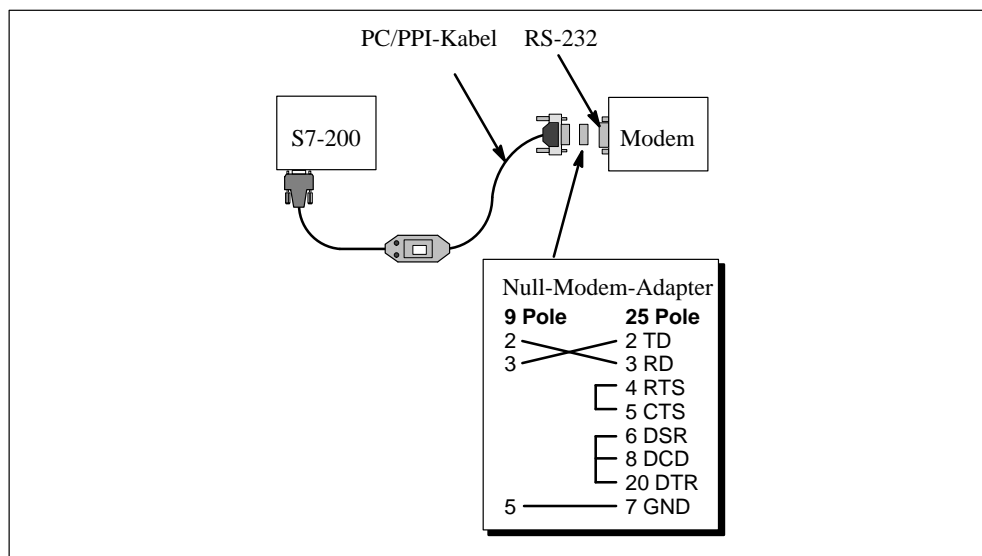 PC/PPI-Kabel RS-232
S7-200
Modem
Null-Modem-Adapter
9 Pole 25 Pole
2 2 TD
3 3 RD
4 RTS
5 CTS
6 DSR
8 DCD
20 DTR
5 7 GND